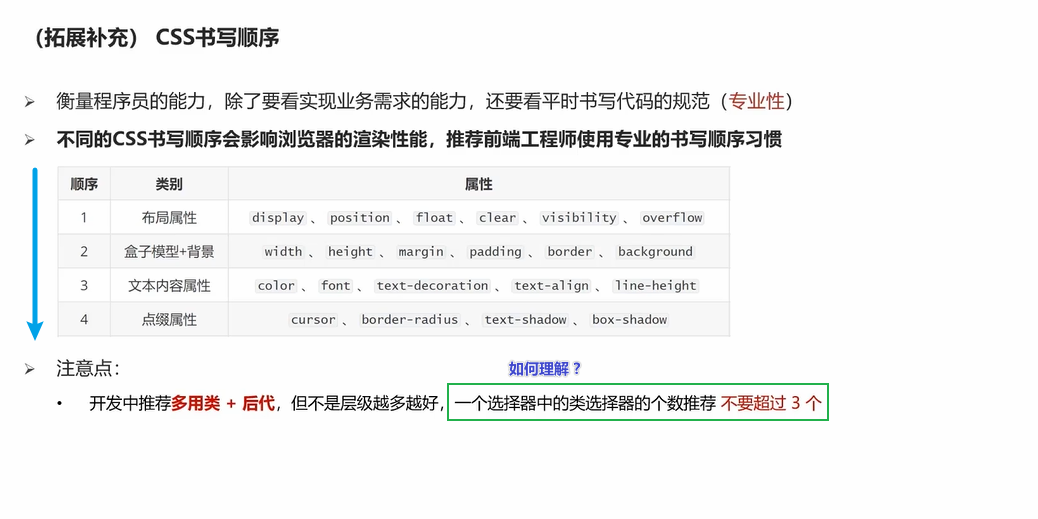 （拓展补充） CSS书写顺序
衡量程序员的能力，除了要看实现业务需求的能力，还要看平时书写代码的规范（专业性）
不同的CSS书写顺序会影响浏览器的渲染性能，推荐前端工程师使用专业的书写顺序习惯
顺序 类别 属性
1 布局属性 display 、 position 、 float 、 clear 、 visibility 、 overflow
2 盒子模型+背景 width 、 height 、 margin 、 padding 、 border 、 background
3 文本内容属性 color 、 font 、 text-decoration 、 text-align 、 line-height
4 点缀属性 cursor 、 border-radius 、 text-shadow 、 box-shadow
注意点：
如何理解？
开发中推荐多用类 + 后代，但不是层级越多越好，一个选择器中的类选择器的个数推荐 不要超过 3 个